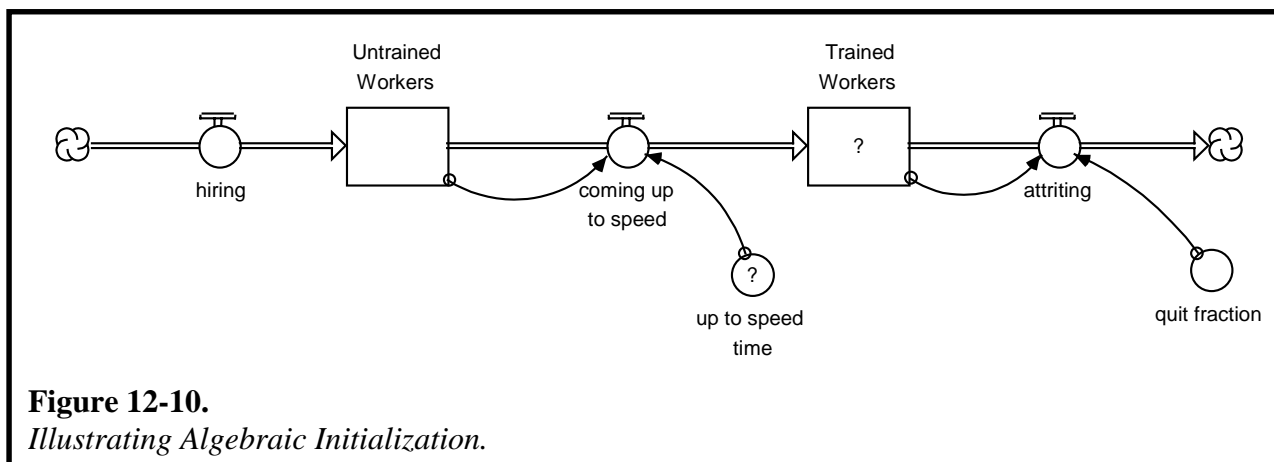 Untrained
Workers
Trained
Workers
?
hiring
coming up
to speed
attriting
?
up to speed
time
quit fraction
Figure 12-10.
Illustrating Algebraic Initialization.